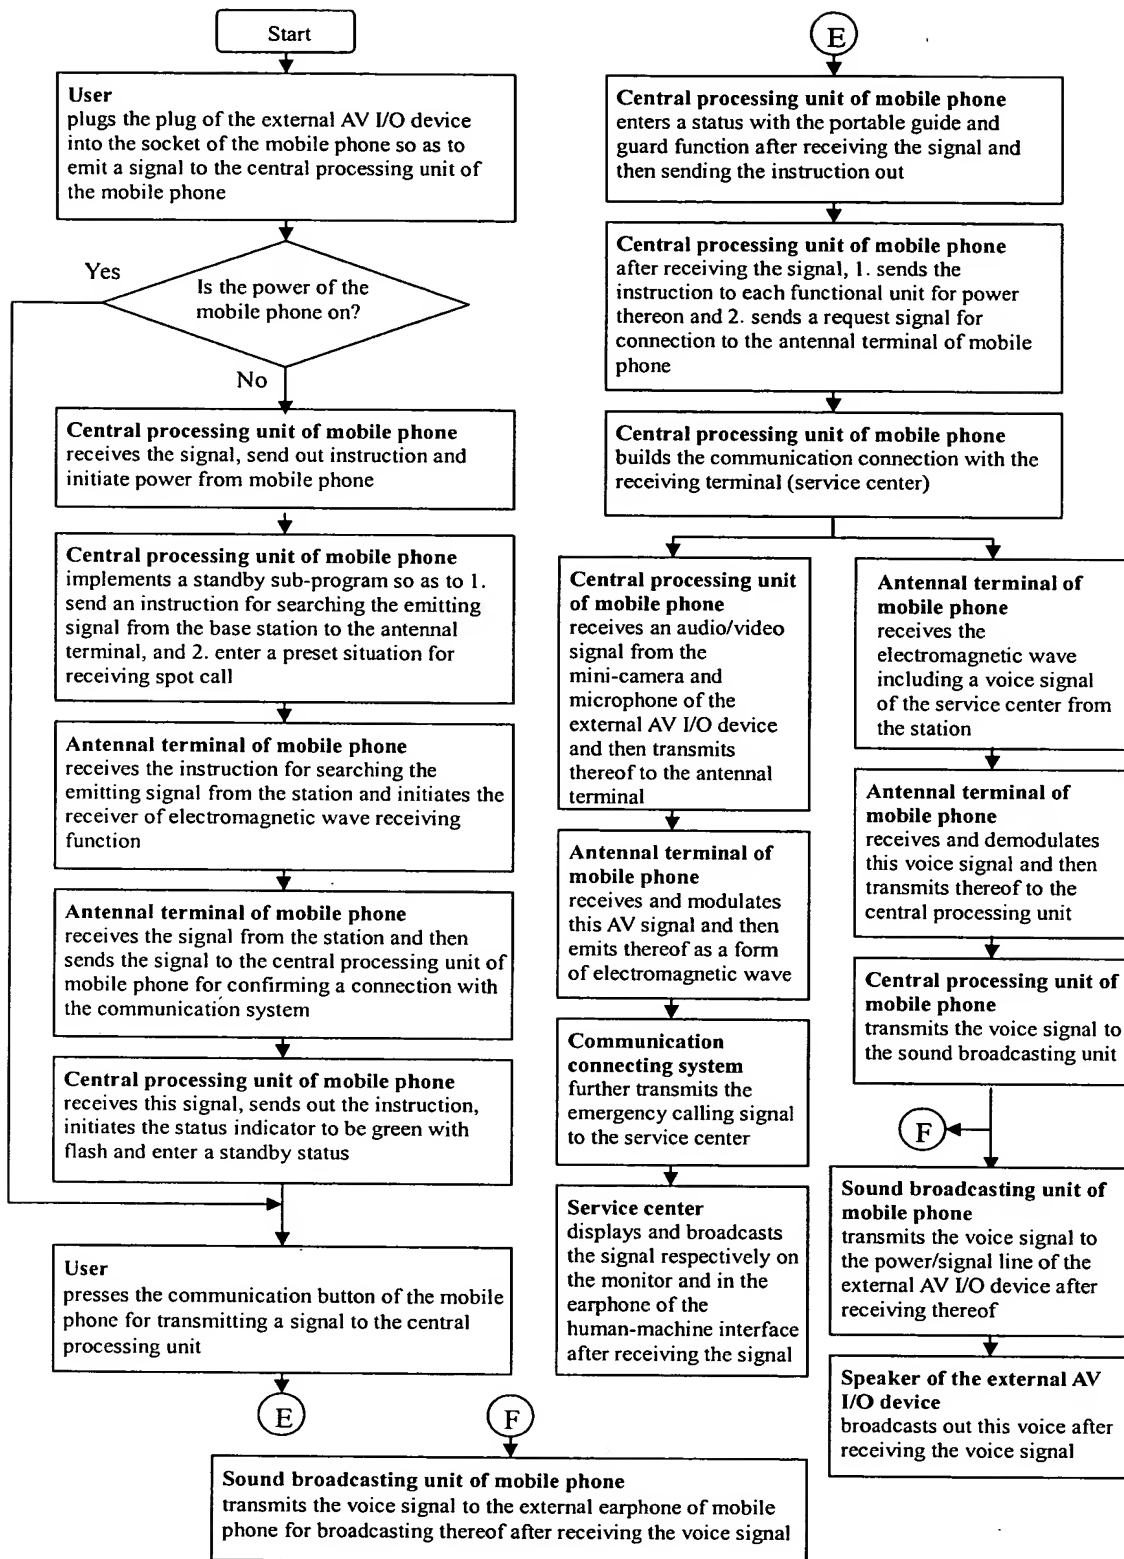 Start
User
plugs the plug of the external AV I/O device
into the socket of the mobile phone so as to
emit a signal to the central processing unit of
the mobile phone
Yes
Is the power of the
mobile phone on?
No
Central processing unit of mobile phone
receives the signal, send out instruction and
initiate power from mobile phone
Central processing unit of mobile phone
implements a standby sub-program so as to 1.
send an instruction for searching the emitting
signal from the base station to the antennal
terminal, and 2. enter a preset situation for
receiving spot call
Antennal terminal of mobile phone
receives the instruction for searching the
emitting signal from the station and initiates the
receiver of electromagnetic wave receiving
function
Antennal terminal of mobile phone
receives the signal from the station and then
sends the signal to the central processing unit of
mobile phone for confirming a connection with
the communication system
Central processing unit of mobile phone
receives this signal, sends out the instruction,
initiates the status indicator to be green with
flash and enter a standby status
User
presses the communication button of the mobile
phone for transmitting a signal to the central
processing unit
E
E
Central processing unit of mobile phone
enters a status with the portable guide and
guard function after receiving the signal and
then sending the instruction out
Central processing unit of mobile phone
after receiving the signal, 1. sends the
instruction to each functional unit for power
thereon and 2. sends a request signal for
connection to the antennal terminal of mobile
phone
Central processing unit of mobile phone
builds the communication connection with the
receiving terminal (service center)
Central processing unit
of mobile phone
receives an audio/video
signal from the
mini-camera and
microphone of the
external AV I/O device
and then transmits
thereof to the antennal
terminal
Antennal terminal of
mobile phone
receives and modulates
this AV signal and then
emits thereof as a form
of electromagnetic wave
Communication
connecting system
further transmits the
emergency calling signal
to the service center
Service center
displays and broadcasts
the signal respectively on
the monitor and in the
earphone of the
human-machine interface
after receiving the signal
Antennal terminal of
mobile phone
receives the
electromagnetic wave
including a voice signal
of the service center from
the station
Antennal terminal of
mobile phone
receives and demodulates
this voice signal and then
transmits thereof to the
central processing unit
Central processing unit of
mobile phone
transmits the voice signal to
the sound broadcasting unit
F
Sound broadcasting unit of
mobile phone
transmits the voice signal to
the power/signal line of the
external AV I/O device after
receiving thereof
Speaker of the external AV
I/O device
broadcasts out this voice after
receiving the voice signal
F
Sound broadcasting unit of mobile phone
transmits the voice signal to the external earphone of mobile
phone for broadcasting thereof after receiving the voice signal